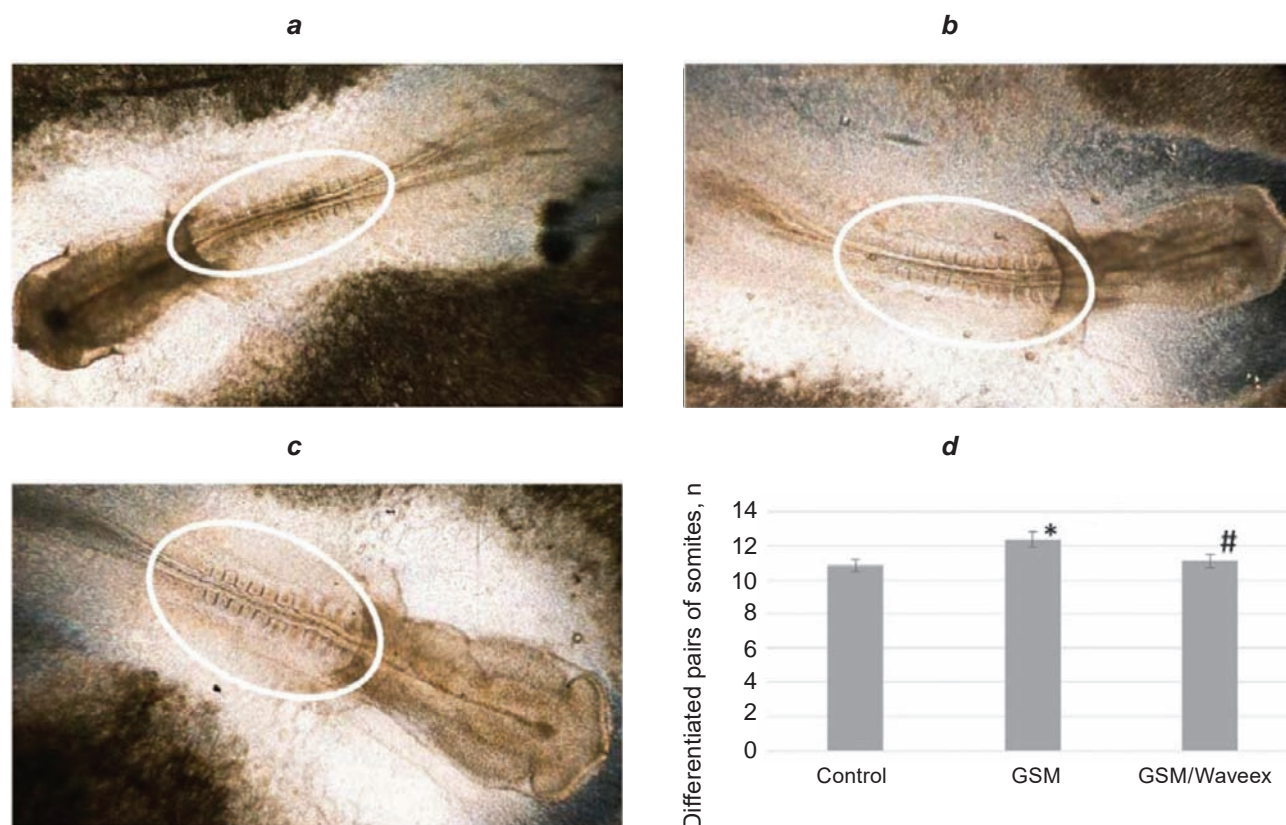 a
b
c
d
Differentiated pairs of somites, n
14
12
10
8
6
4
2
0
*
#
Control
GSM
GSM/Waveex